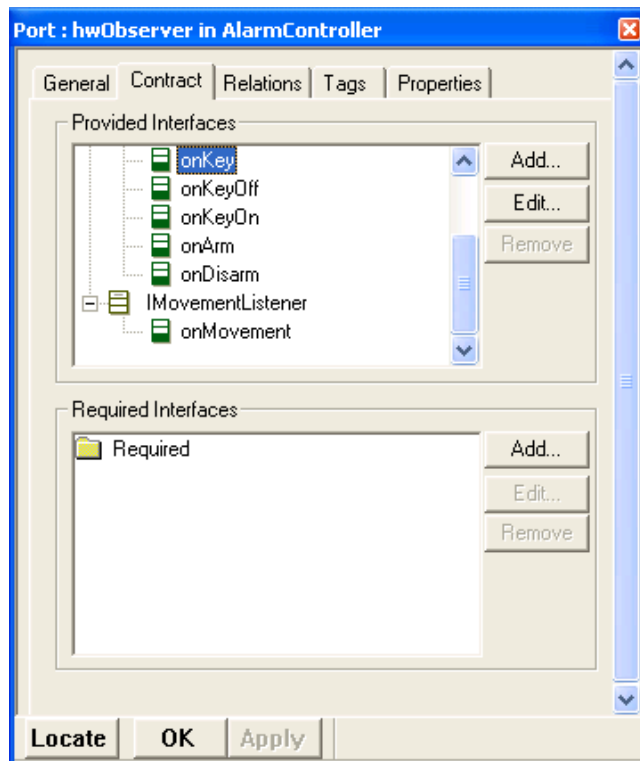 Port : hwObserver in AlarmController
General Contract Relations Tags Properties
Provided Interfaces
onKey
onKeyOff
onKeyOn
onArm
onDisarm
IMovementListener
onMovement
Add...
Edit...
Remove
Required Interfaces
Required
Add...
Edit...
Remove
Locate OK Apply